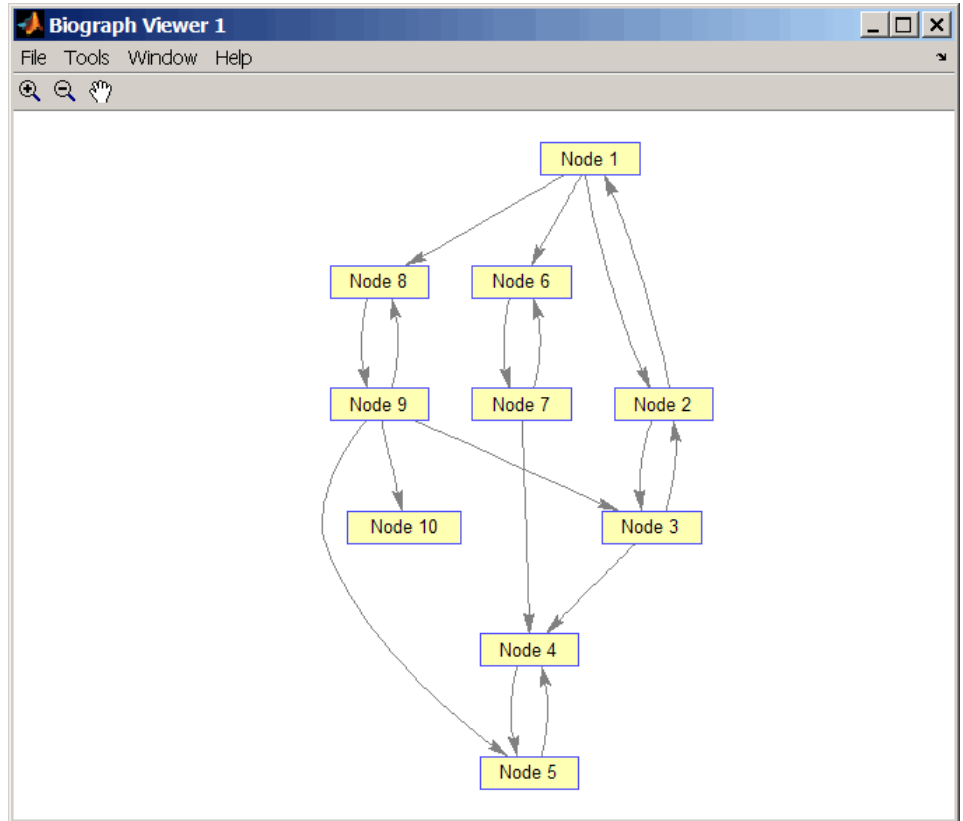 Biograph Viewer 1
File Tools Window Help
Node 1
Node 8 Node 6
Node 9 Node 7 Node 2
Node 10 Node 3
Node 4
Node 5